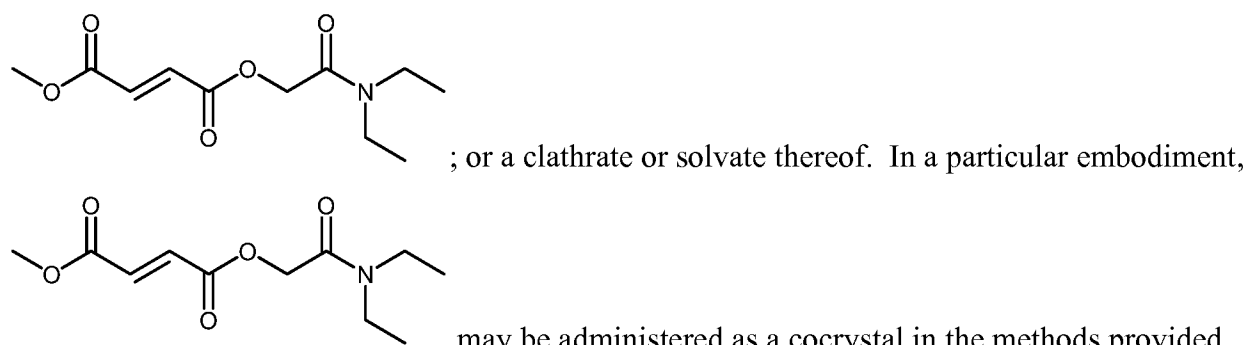 ; or a clathrate or solvate thereof.  In a particular embodiment,
may be administered as a cocrystal in the methods provided